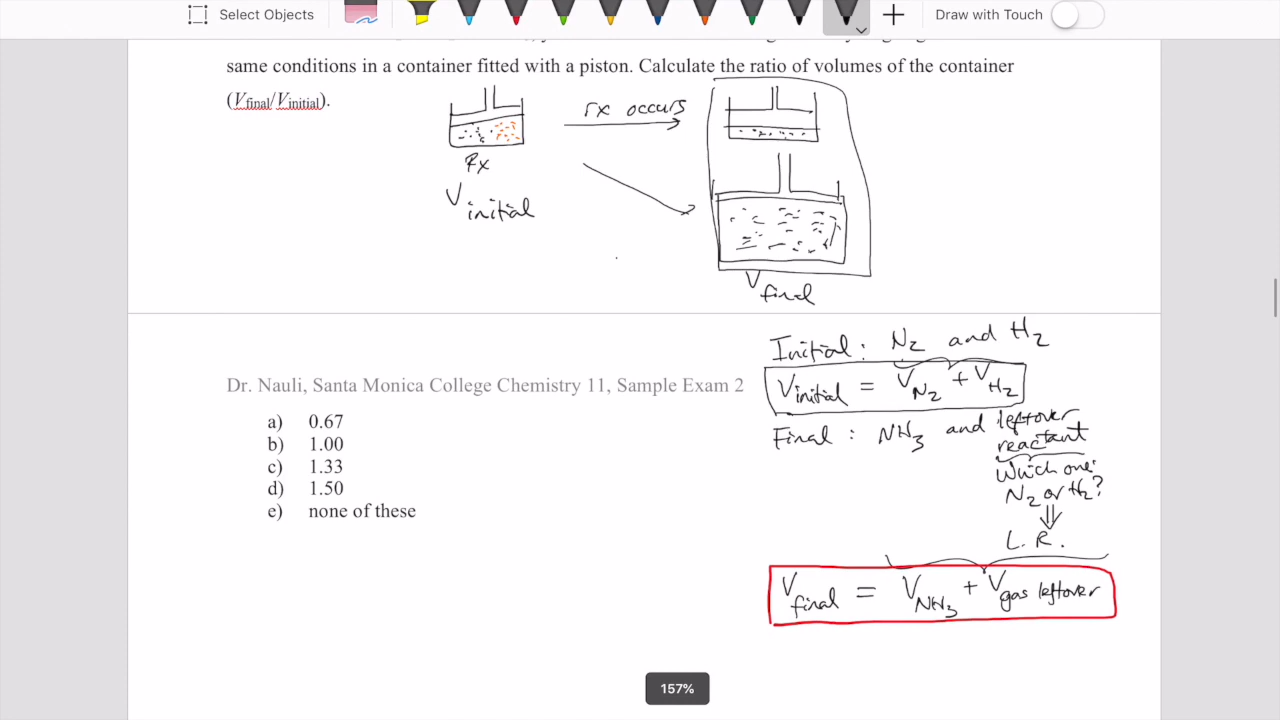 Select Objects
Draw with Touch
same conditions in a container fitted with a piston. Calculate the ratio of volumes of the container
(Vfinal/Vinitial).
rx occurs
rx
Vinitial
Vfinal
Initial: N2 and H2
Vinitial = VN2 + VH2
Dr. Nauli, Santa Monica College Chemistry 11, Sample Exam 2
a) 0.67
b) 1.00
c) 1.33
d) 1.50
e) none of these
Final: NH3 and leftover
reactant
Which one:
N2 or H2?
⇓
L.R.
Vfinal = VNH3 + Vgas leftover
157%